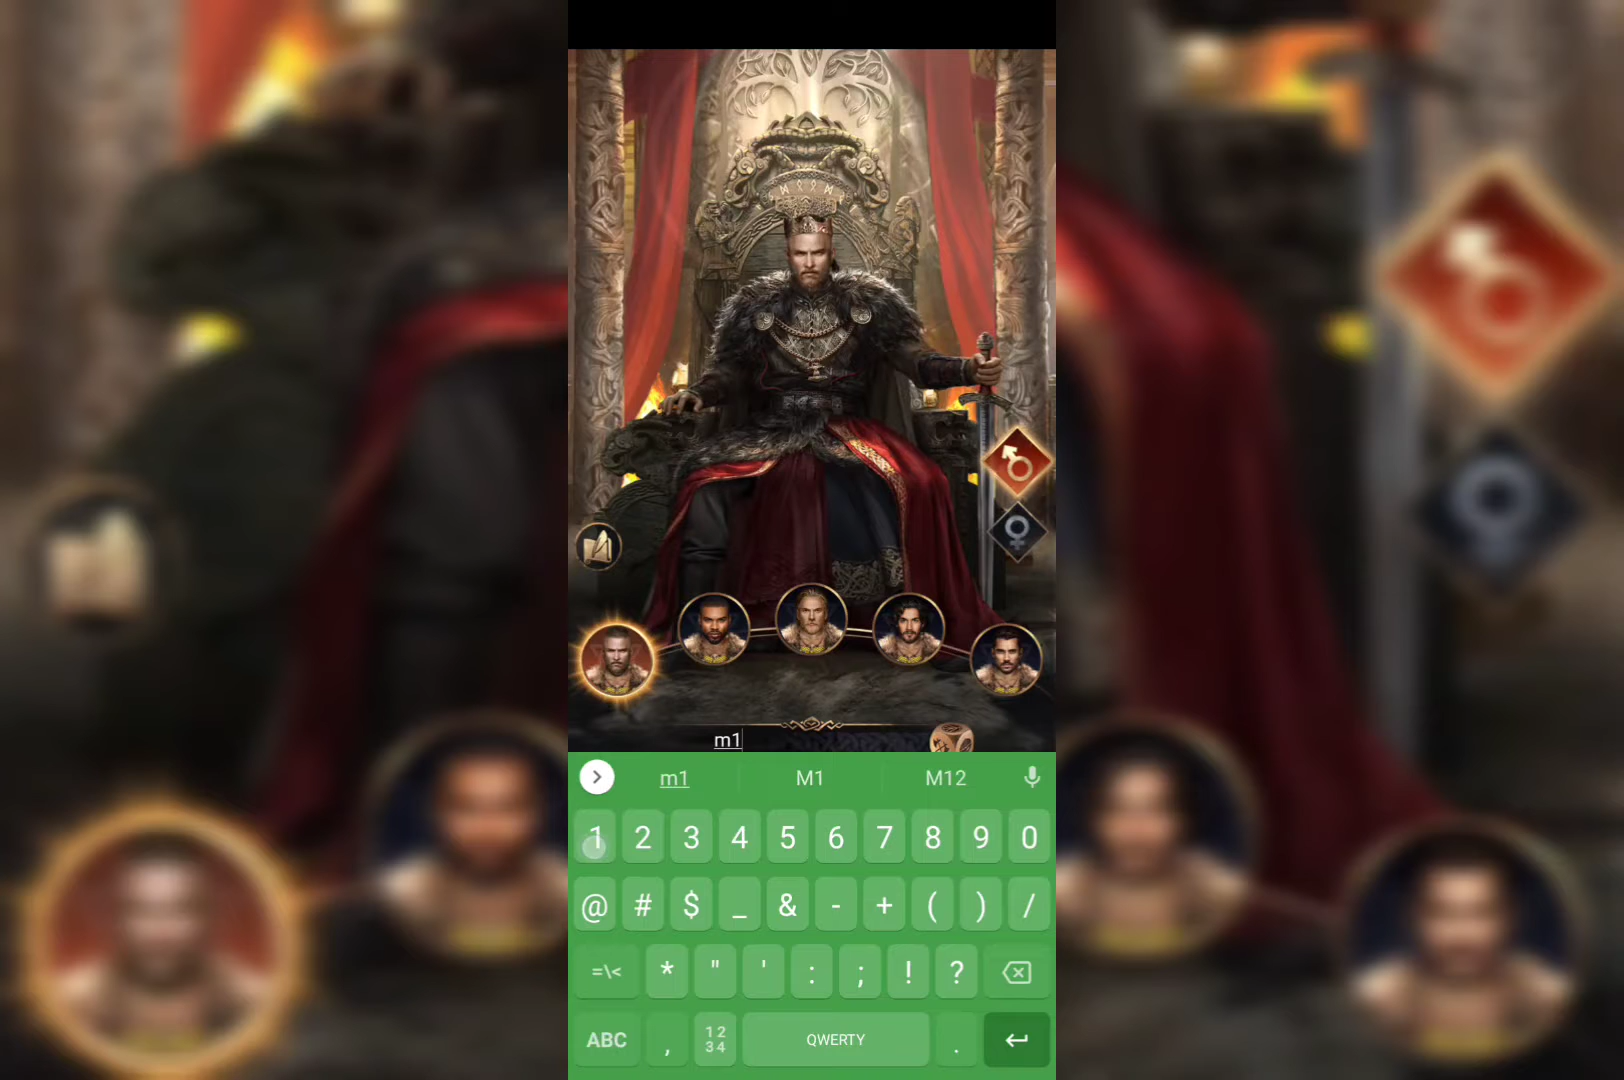 m1
m1 M1 M12
1 2 3 4 5 6 7 8 9 0
@ # $ _ & - + ( ) /
=\< * " ' : ; ! ?
ABC , 12 34 QWERTY .